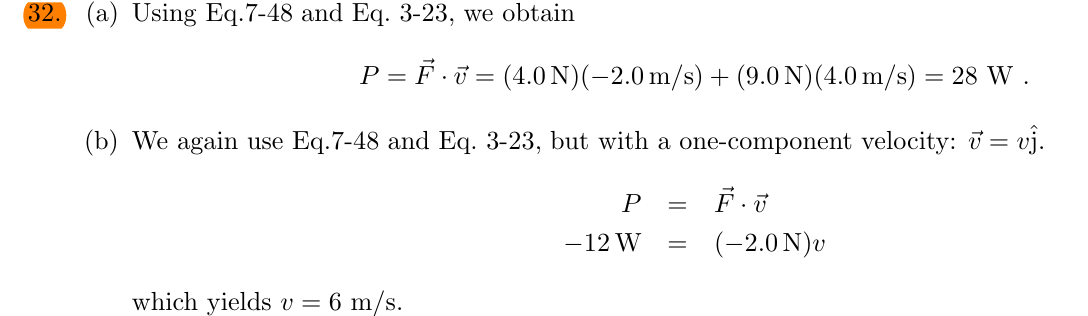 32. (a) Using Eq.7-48 and Eq. 3-23, we obtain
P = F⃗ · v⃗ = (4.0 N)(−2.0 m/s) + (9.0 N)(4.0 m/s) = 28 W .
(b) We again use Eq.7-48 and Eq. 3-23, but with a one-component velocity: v⃗ = vĵ.
P = F⃗ · v⃗
−12 W = (−2.0 N)v
which yields v = 6 m/s.